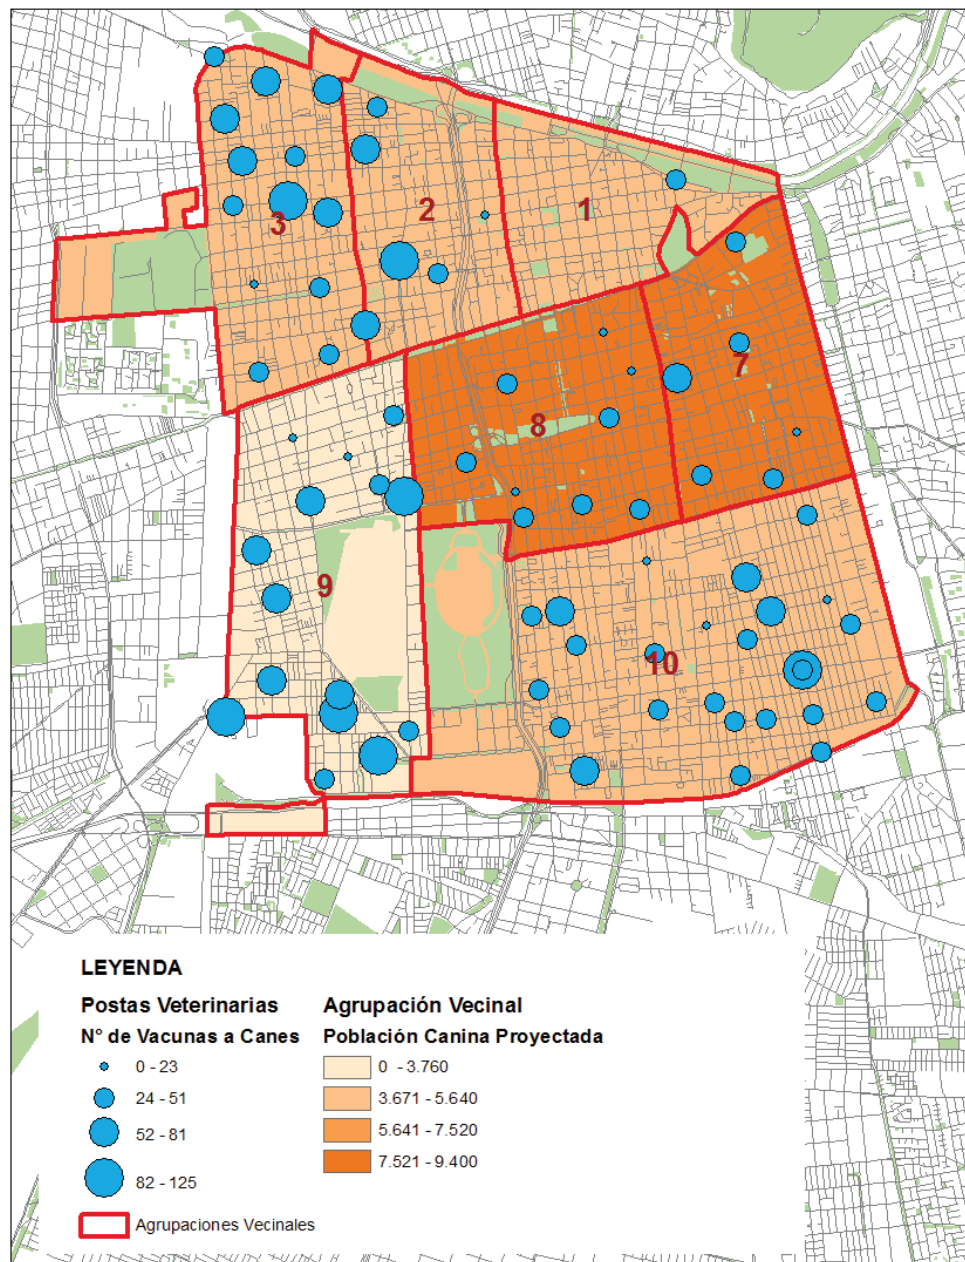 3
2
1
7
8
9
10
LEYENDA
Postas Veterinarias
N° de Vacunas a Canes
0 - 23
24 - 51
52 - 81
82 - 125
Agrupaciones Vecinales
Agrupación Vecinal
Población Canina Proyectada
0 - 3.760
3.671 - 5.640
5.641 - 7.520
7.521 - 9.400